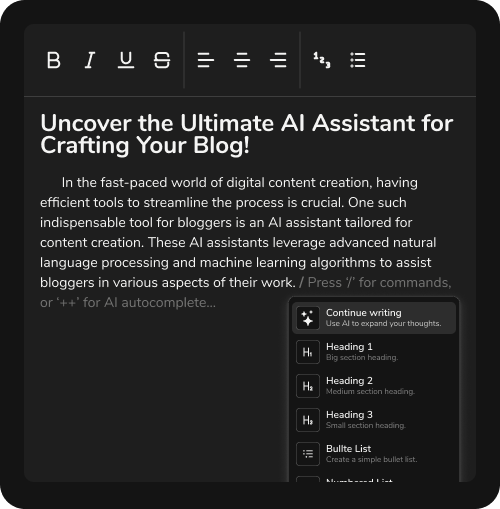 B I U S
Uncover the Ultimate AI Assistant for
Crafting Your Blog!
In the fast-paced world of digital content creation, having
efficient tools to streamline the process is crucial. One such
indispensable tool for bloggers is an AI assistant tailored for
content creation. These AI assistants leverage advanced natural
language processing and machine learning algorithms to assist
bloggers in various aspects of their work. / Press ‘/’ for commands,
or ‘++’ for AI autocomplete...
Continue writing
Use AI to expand your thoughts.
H1 Heading 1
Big section heading.
H2 Heading 2
Medium section heading.
H3 Heading 3
Small section heading.
Bullte List
Create a simple bullet list.
Numbered List